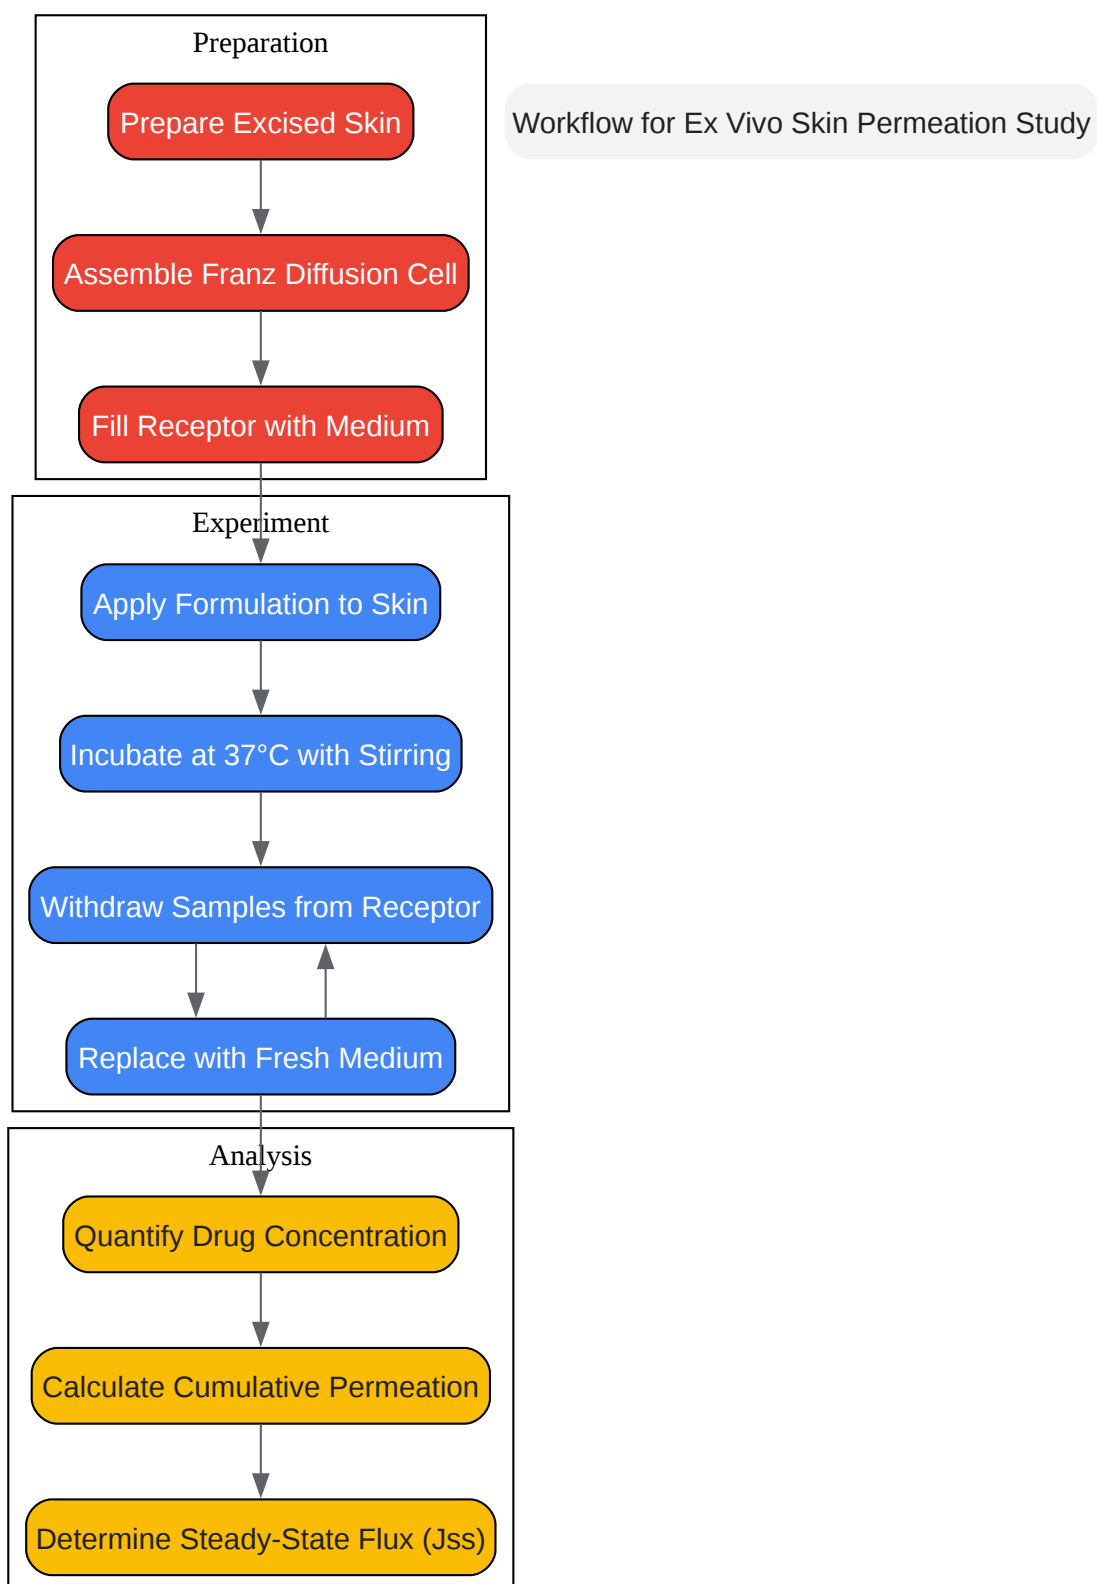 Preparation
Prepare Excised Skin
Workflow for Ex Vivo Skin Permeation Study
Assemble Franz Diffusion Cell
Fill Receptor with Medium
Experiment
Apply Formulation to Skin
Incubate at 37°C with Stirring
Withdraw Samples from Receptor
Replace with Fresh Medium
Analysis
Quantify Drug Concentration
Calculate Cumulative Permeation
Determine Steady-State Flux (Jss)